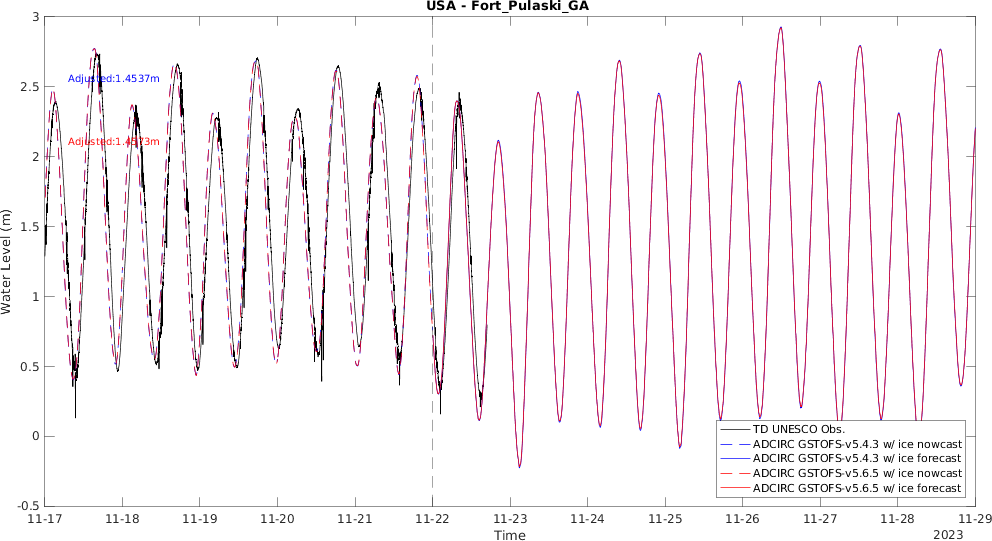 USA - Fort_Pulaski_GA
3
2.5
2
1.5
1
0.5
0
-0.5
Water Level (m)
Adjusted:1.4537m
Adjusted:1.4573m
TD UNESCO Obs.
ADCIRC GSTOFS-v5.4.3 w/ ice nowcast
ADCIRC GSTOFS-v5.4.3 w/ ice forecast
ADCIRC GSTOFS-v5.6.5 w/ ice nowcast
ADCIRC GSTOFS-v5.6.5 w/ ice forecast
11-17 11-18 11-19 11-20 11-21 11-22 11-23 11-24 11-25 11-26 11-27 11-28 11-29
Time
2023